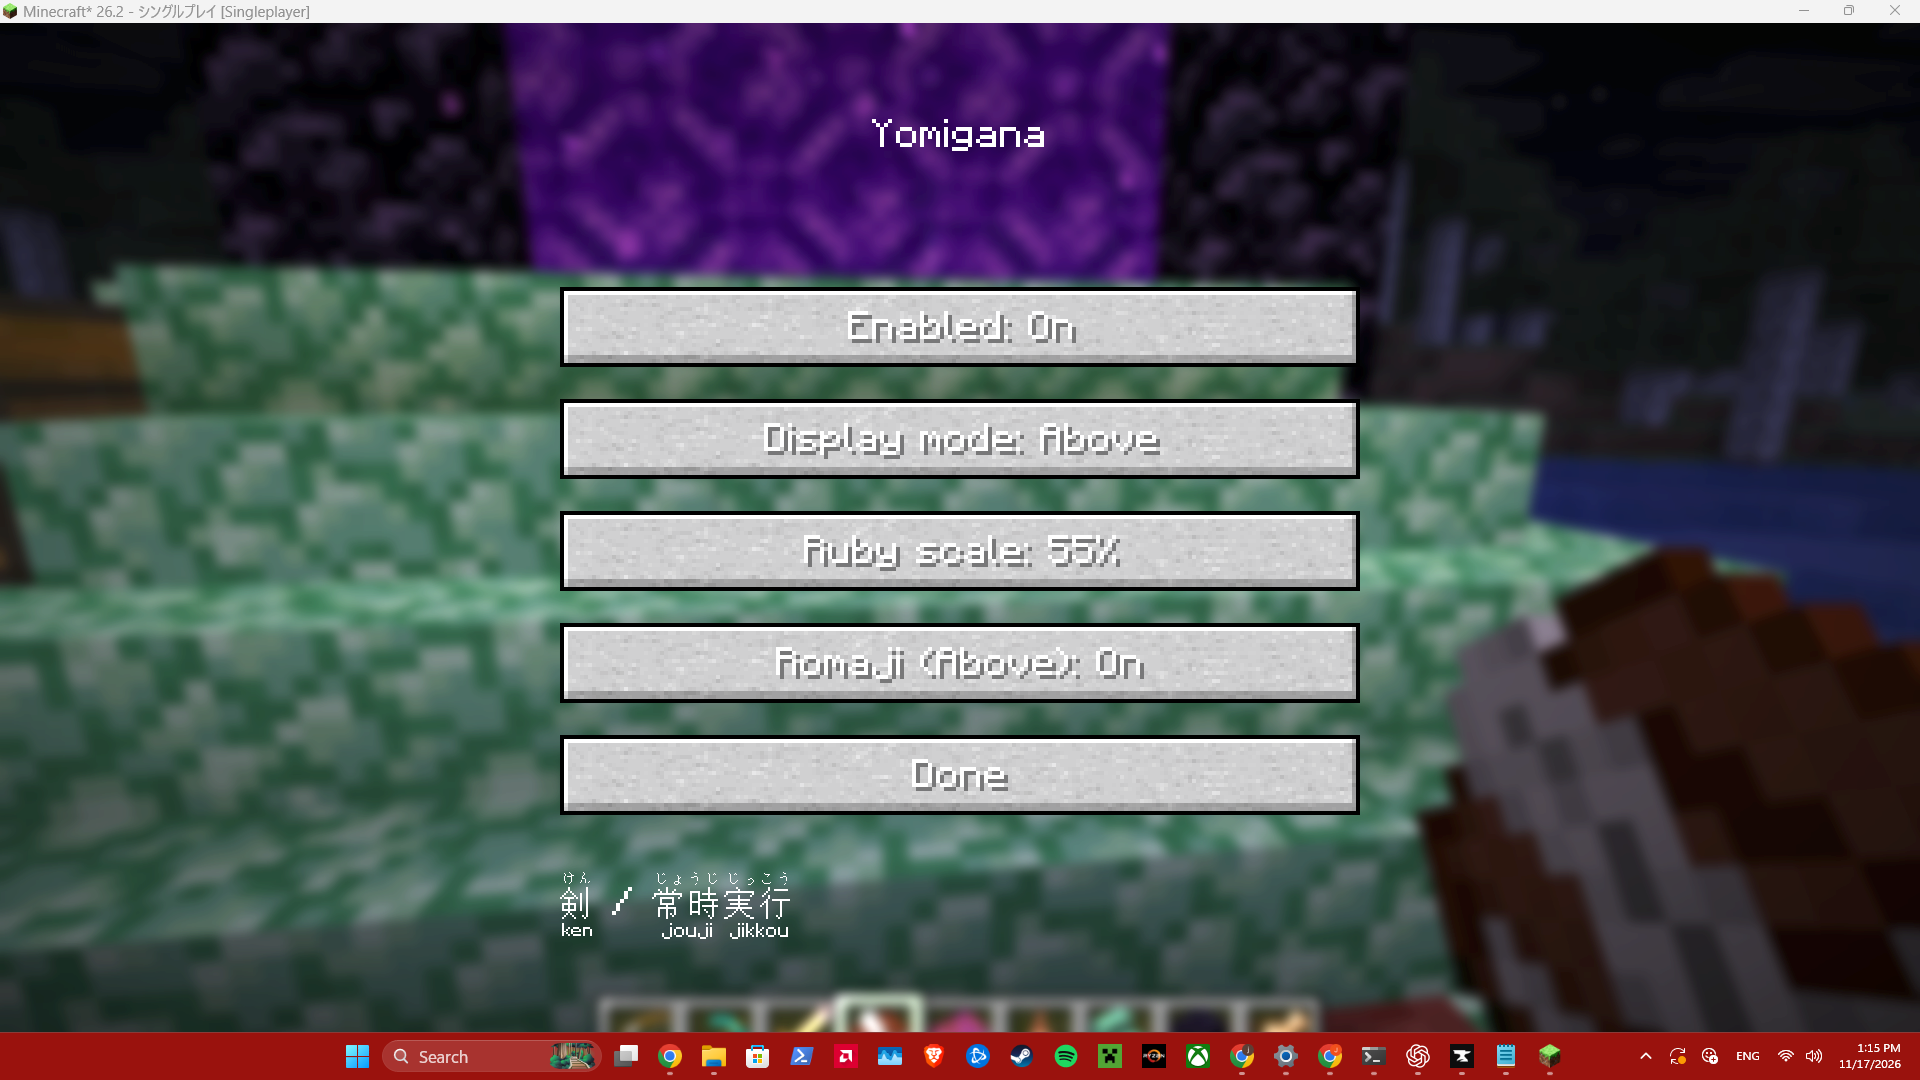 Minecraft* 26.2 - シングルプレイ [Singleplayer]
Yomigana
Enabled: On
Display mode: Above
Ruby scale: 55%
Romaji (Above): On
Done
けん じょうじ じっこう
剣 / 常時実行
ken jouji jikkou
Search
RYZEN
ENG
1:15 PM
11/17/2026